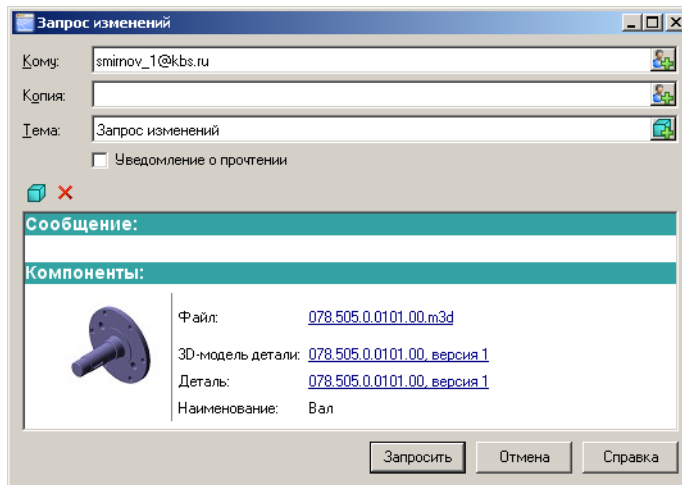 Запрос изменений
Кому: smirnov_1@kbs.ru
Копия:
Тема: Запрос изменений
Уведомление о прочтении
Сообщение:
Компоненты:
Файл: 078.505.0.0101.00.m3d
3D-модель детали: 078.505.0.0101.00, версия 1
Деталь: 078.505.0.0101.00, версия 1
Наименование: Вал
Запросить Отмена Справка